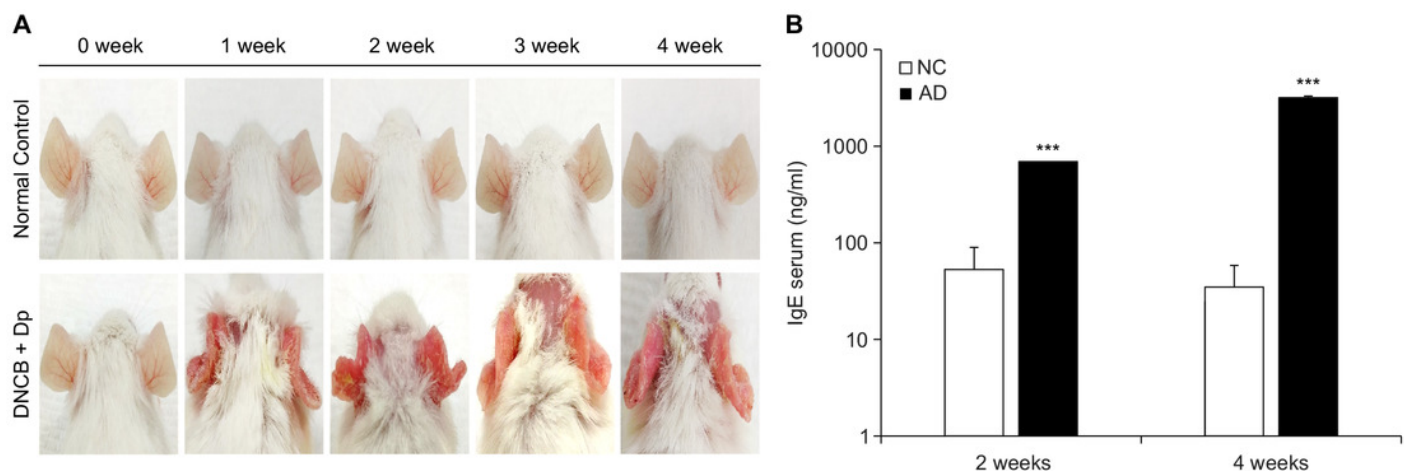 A
0 week 1 week 2 week 3 week 4 week
Normal Control
DNCB + Dp
B
10000
1000
100
10
1
IgE serum (ng/ml)
NC
AD
***
***
2 weeks 4 weeks